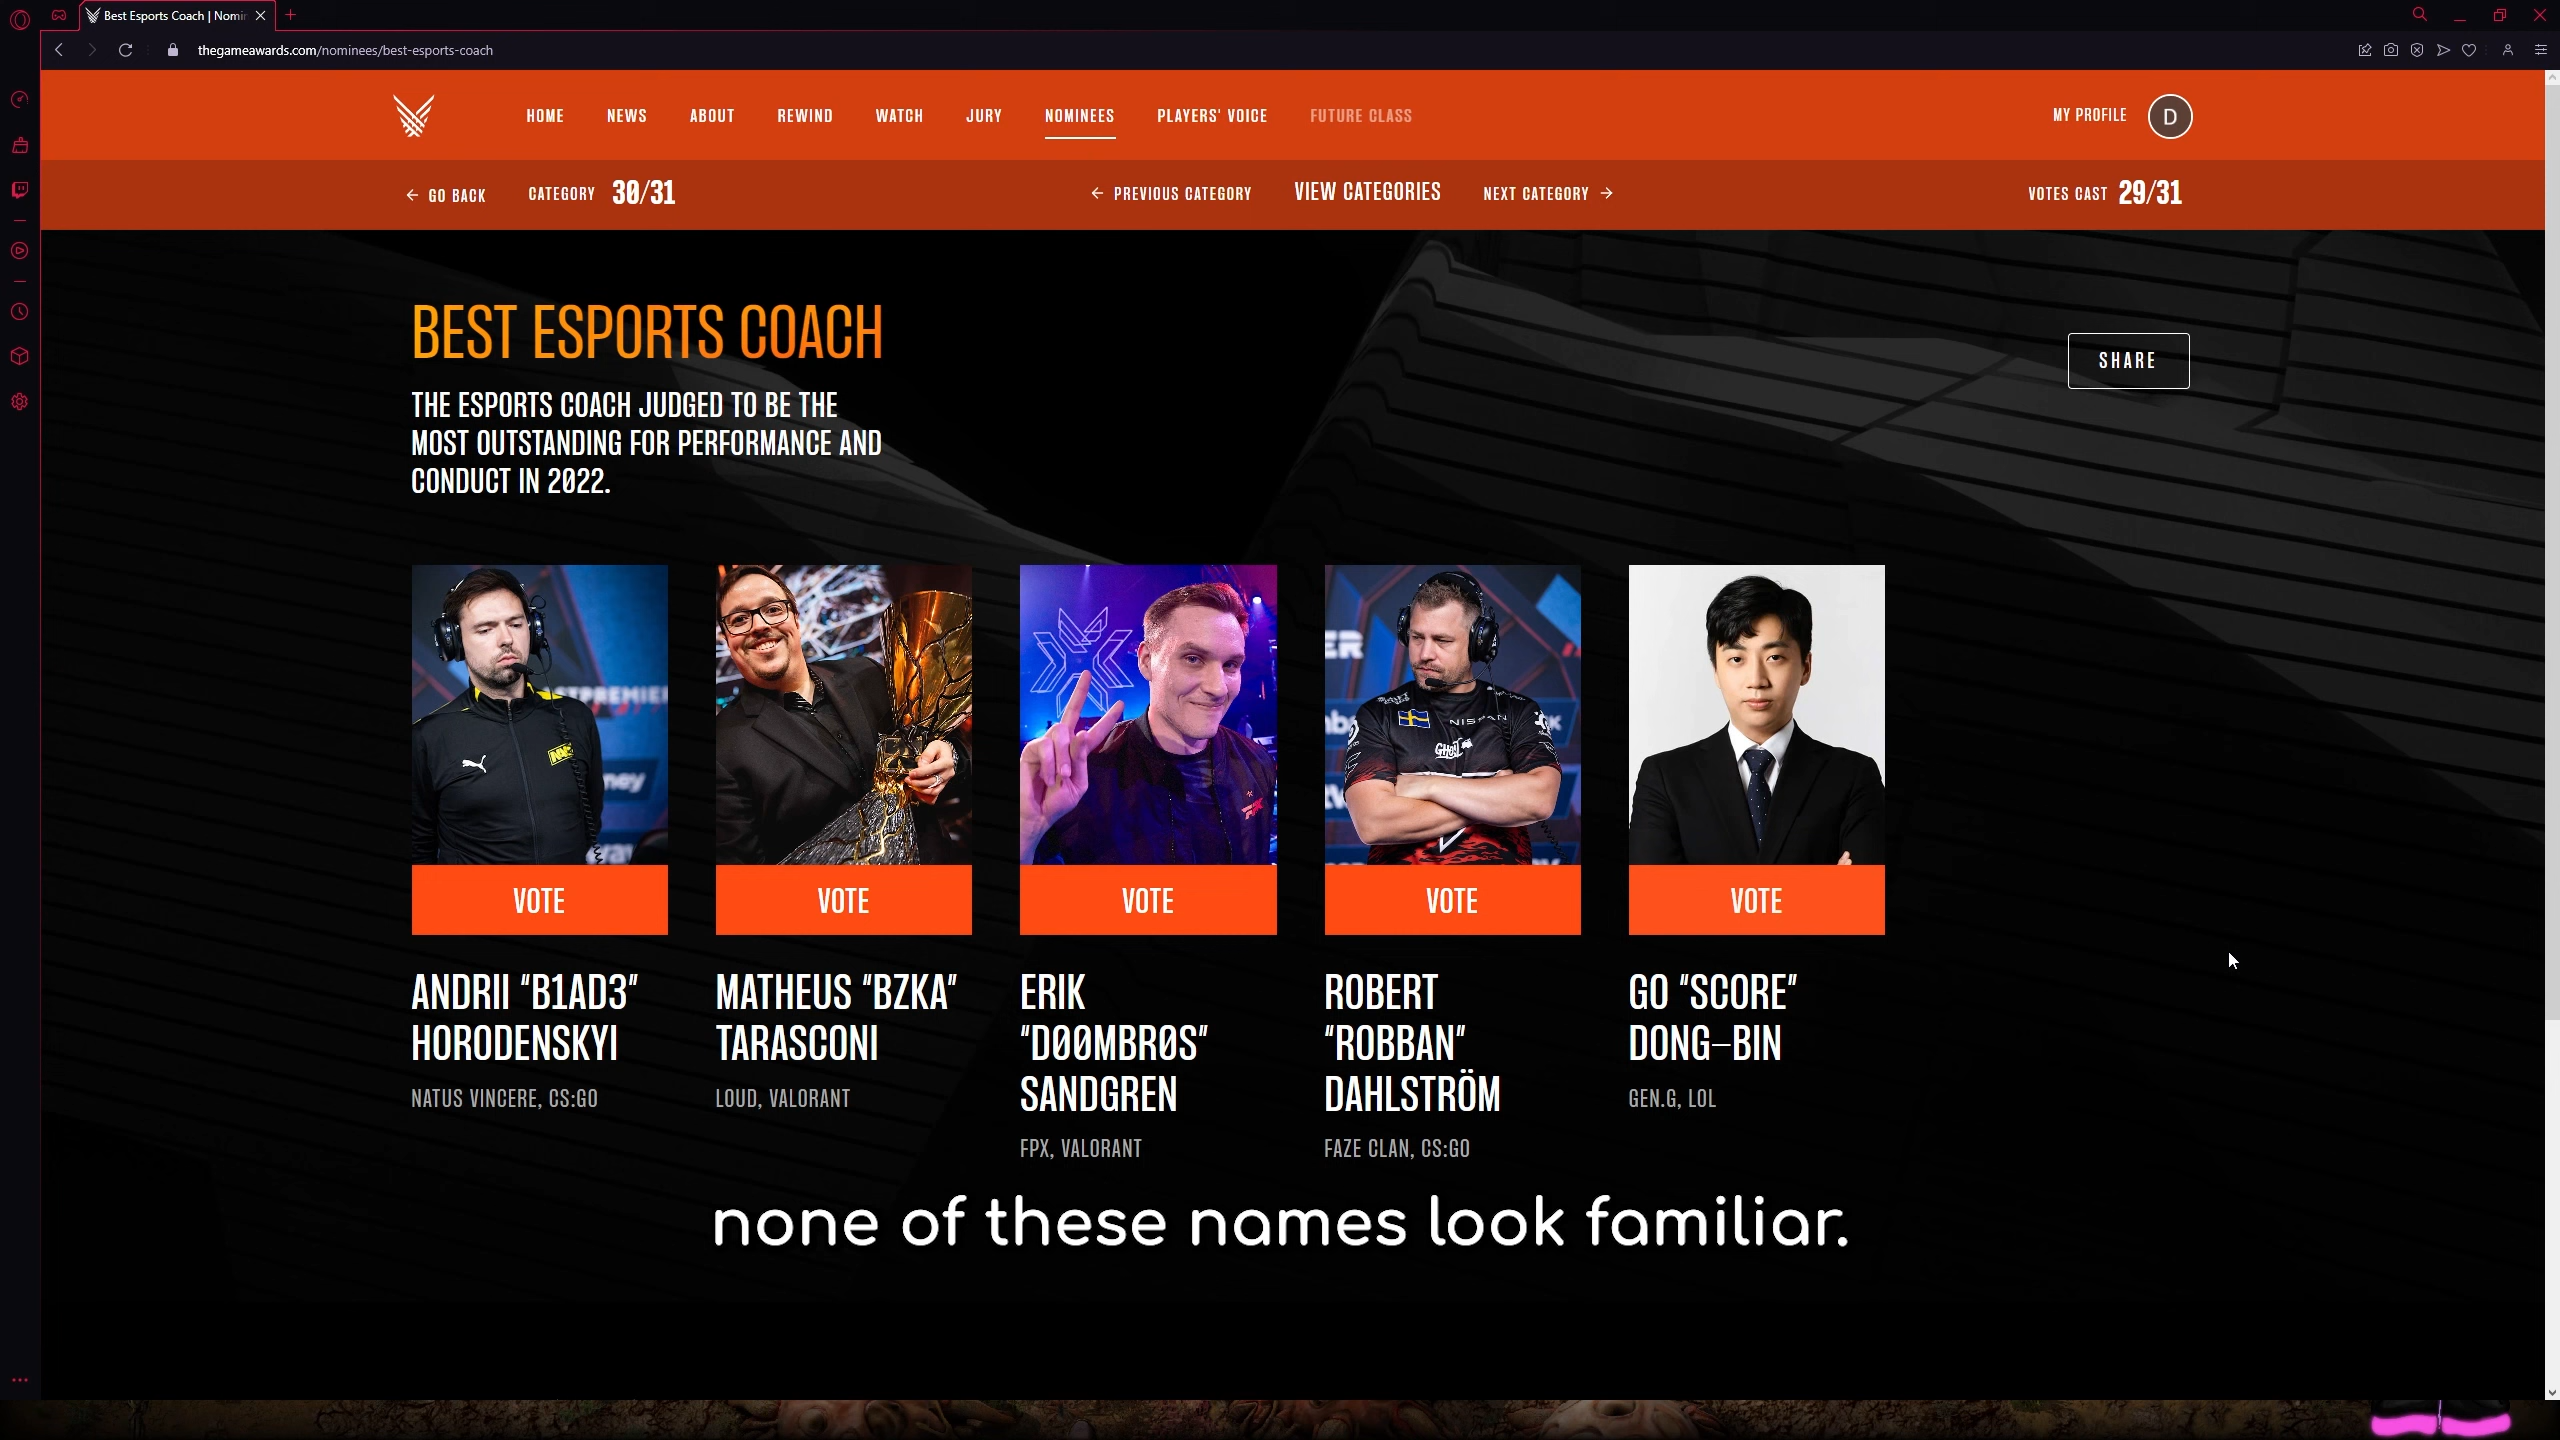 Best Esports Coach | Nomin
thegameawards.com/nominees/best-esports-coach
HOME NEWS ABOUT REWIND WATCH JURY NOMINEES PLAYERS' VOICE FUTURE CLASS MY PROFILE D
GO BACK CATEGORY 30/31 PREVIOUS CATEGORY VIEW CATEGORIES NEXT CATEGORY VOTES CAST 29/31
BEST ESPORTS COACH
SHARE
THE ESPORTS COACH JUDGED TO BE THE
MOST OUTSTANDING FOR PERFORMANCE AND
CONDUCT IN 2022.
NISSAN
VOTE VOTE VOTE VOTE VOTE
ANDRII "B1AD3"
HORODENSKYI
NATUS VINCERE, CS:GO
MATHEUS "BZKA"
TARASCONI
LOUD, VALORANT
ERIK
"D00MBR0S"
SANDGREN
FPX, VALORANT
ROBERT
"ROBBAN"
DAHLSTRÖM
FAZE CLAN, CS:GO
GO "SCORE"
DONG-BIN
GEN.G, LOL
none of these names look familiar.